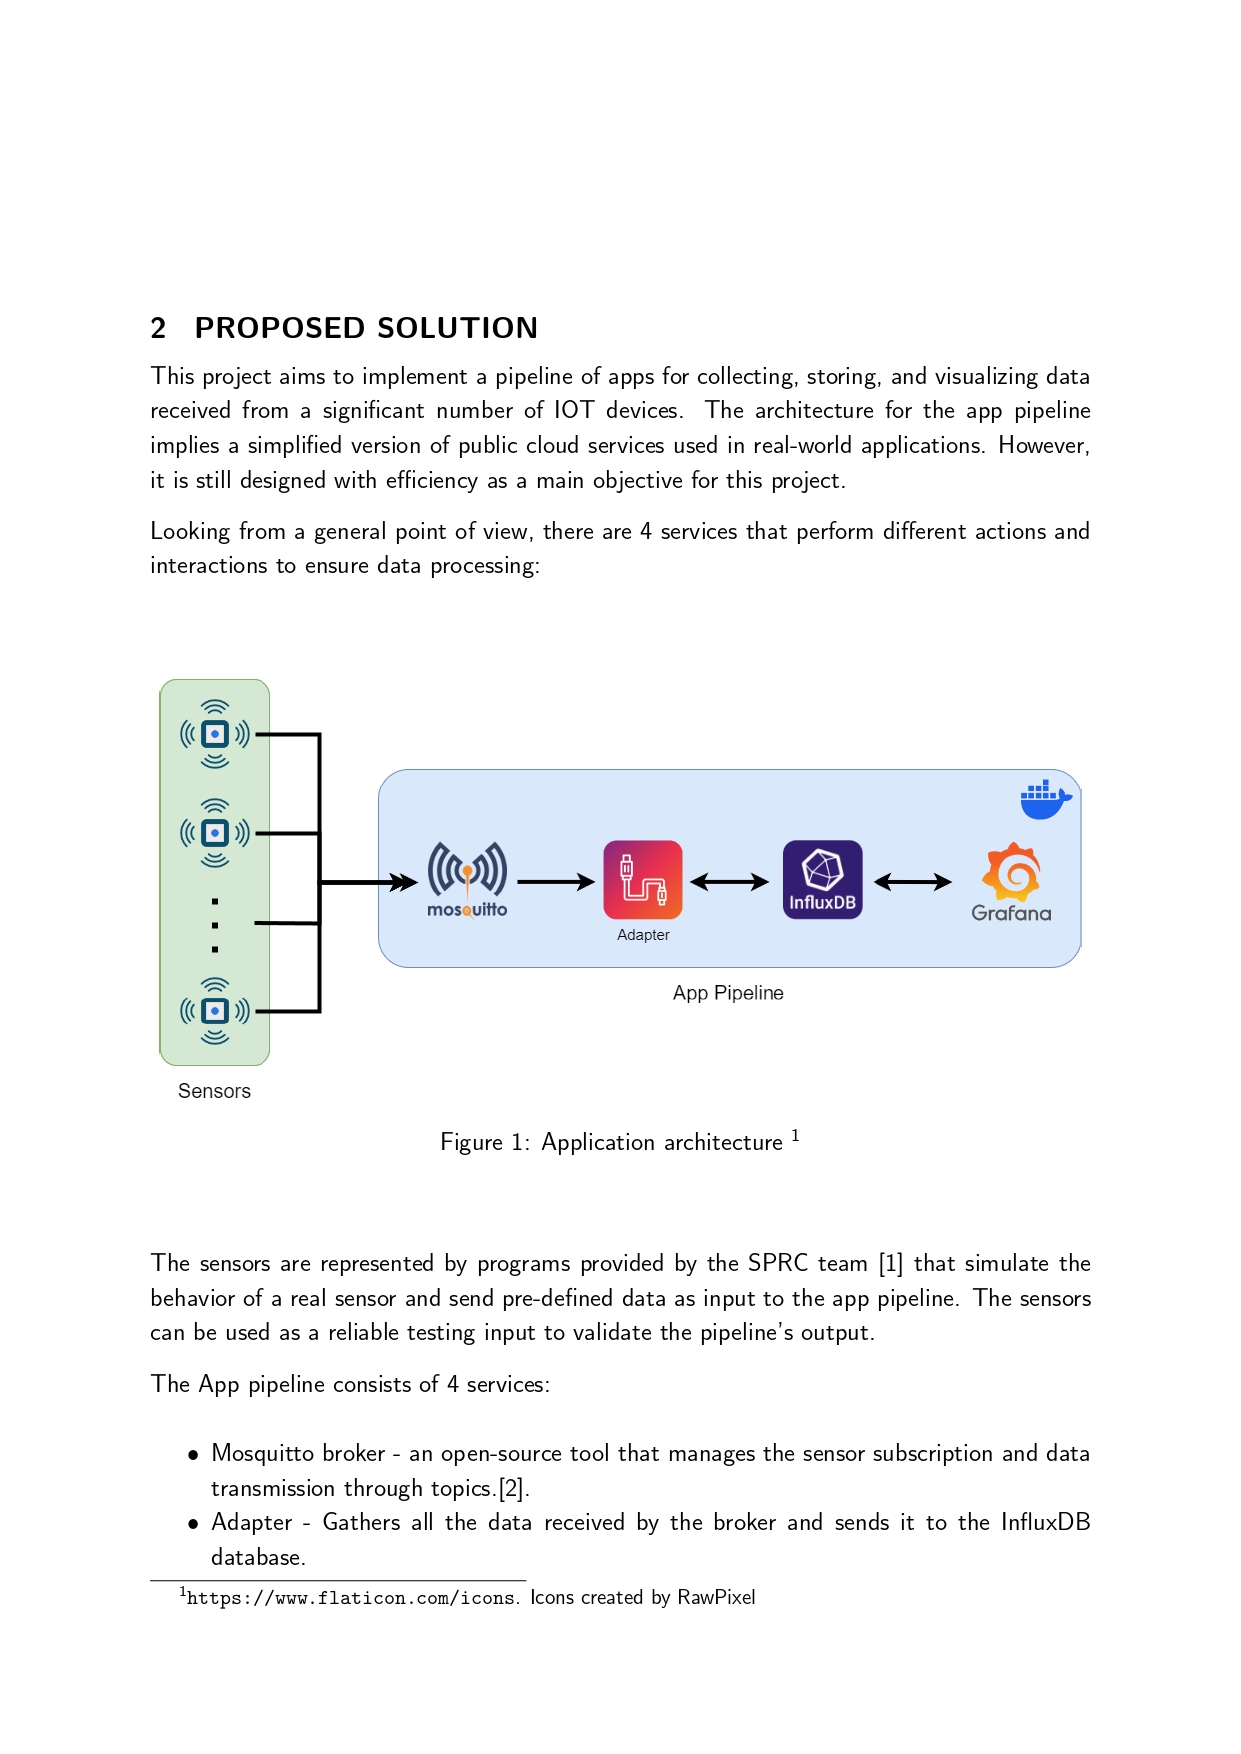 2 PROPOSED SOLUTION
This project aims to implement a pipeline of apps for collecting, storing, and visualizing data
received from a significant number of IOT devices. The architecture for the app pipeline
implies a simplified version of public cloud services used in real-world applications. However,
it is still designed with efficiency as a main objective for this project.
Looking from a general point of view, there are 4 services that perform different actions and
interactions to ensure data processing:
mosquitto
Adapter
InfluxDB
Grafana
App Pipeline
Sensors
Figure 1: Application architecture 1
The sensors are represented by programs provided by the SPRC team [1] that simulate the
behavior of a real sensor and send pre-defined data as input to the app pipeline. The sensors
can be used as a reliable testing input to validate the pipeline's output.
The App pipeline consists of 4 services:
• Mosquitto broker - an open-source tool that manages the sensor subscription and data
transmission through topics.[2].
• Adapter - Gathers all the data received by the broker and sends it to the InfluxDB
database.
1https://www.flaticon.com/icons. Icons created by RawPixel